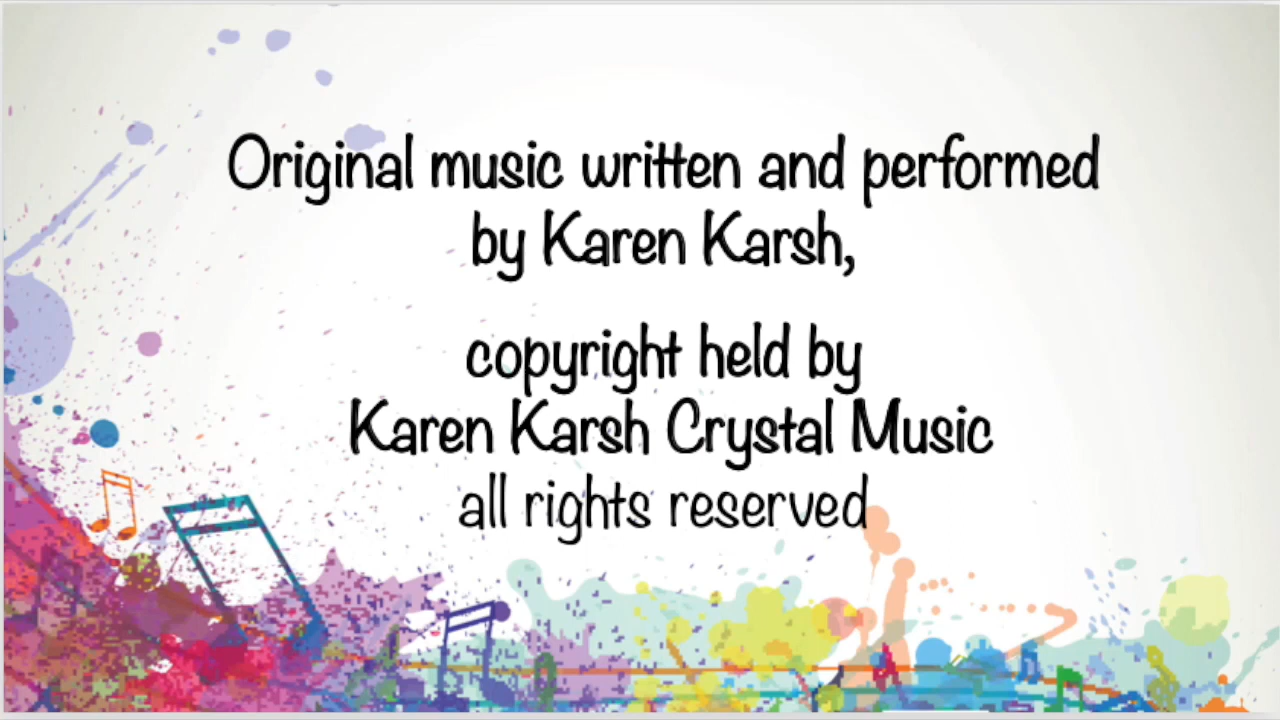 Original music written and performed
by Karen Karsh,
copyright held by
Karen Karsh Crystal Music
all rights reserved